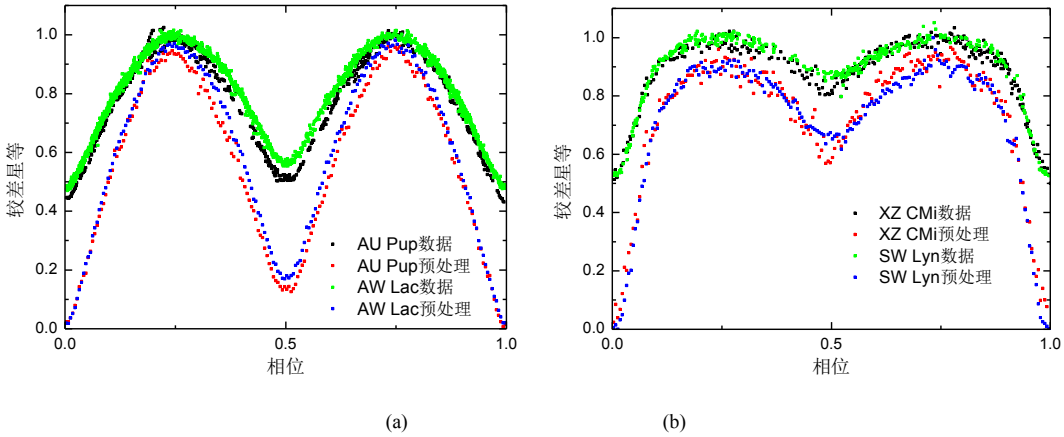 1.0
0.8
0.6
0.4
0.2
0.0
较差星等
0.0
0.5
1.0
相位
AU Pup数据
AU Pup预处理
AW Lac数据
AW Lac预处理
(a)
1.0
0.8
0.6
0.4
0.2
0.0
较差星等
0.0
0.5
1.0
相位
XZ CMi数据
XZ CMi预处理
SW Lyn数据
SW Lyn预处理
(b)